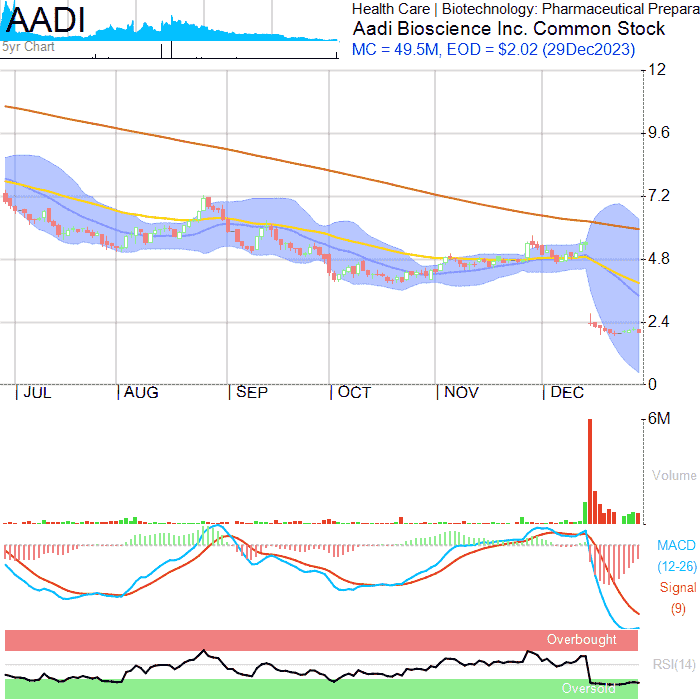 AADI
5yr Chart
Health Care | Biotechnology: Pharmaceutical Prepara
Aadi Bioscience Inc. Common Stock
MC = 49.5M, EOD = $2.02 (29Dec2023)
12
9.6
7.2
4.8
2.4
0
JUL AUG SEP OCT NOV DEC
6M
Volume
MACD
(12-26)
Signal
(9)
Overbought
RSI(14)
Oversold